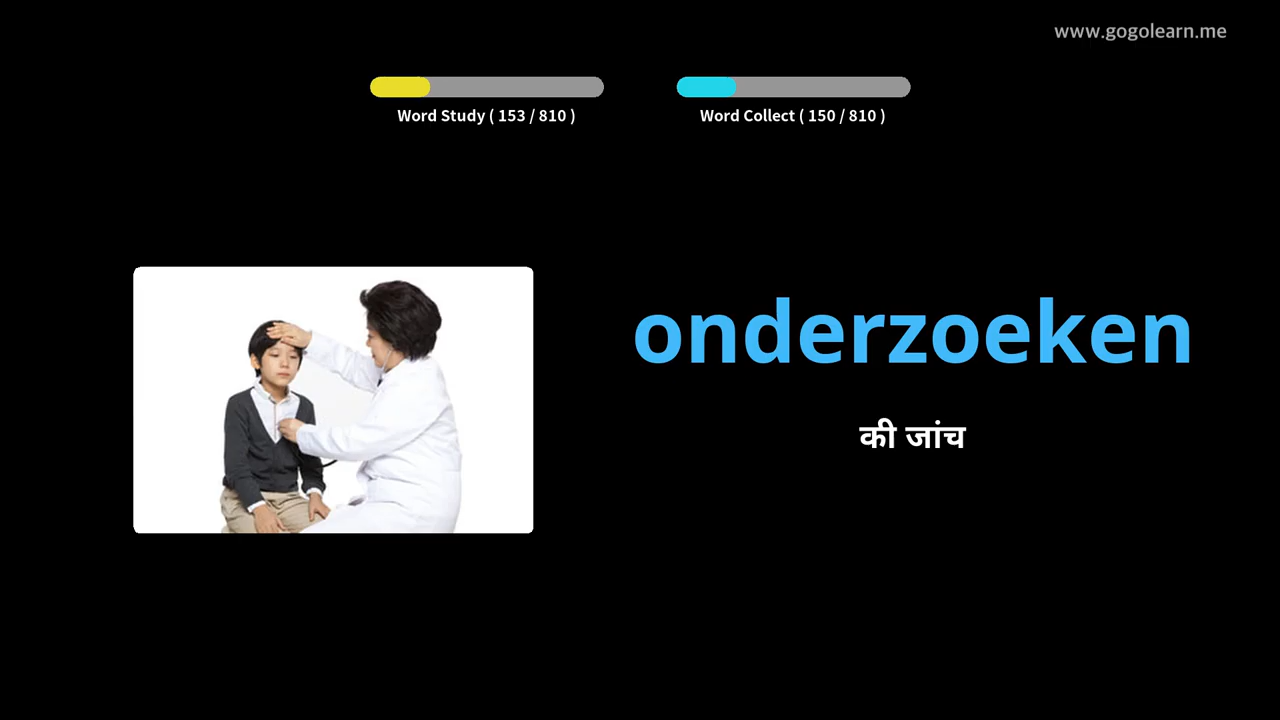 www.gogolearn.me
Word Study ( 153 / 810 )
Word Collect ( 150 / 810 )
onderzoeken
की जांच